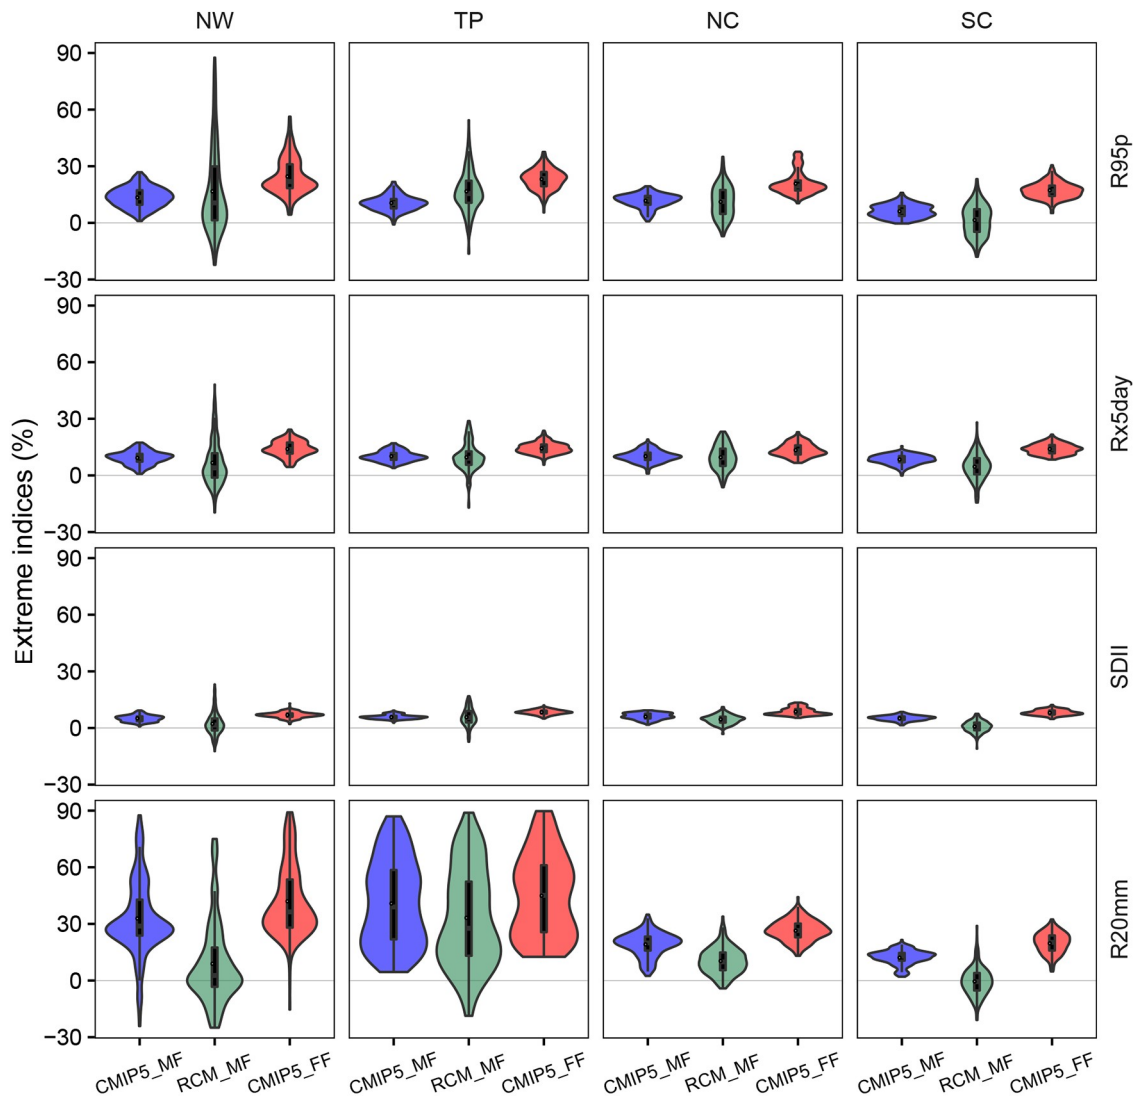 NW TP NC SC
90
60
30
0
−30
R95p
90
60
30
0
−30
Rx5day
Extreme indices (%)
90
60
30
0
−30
SDII
90
60
30
0
−30
R20mm
CMIP5_MF RCM_MF CMIP5_FF CMIP5_MF RCM_MF CMIP5_FF CMIP5_MF RCM_MF CMIP5_FF CMIP5_MF RCM_MF CMIP5_FF